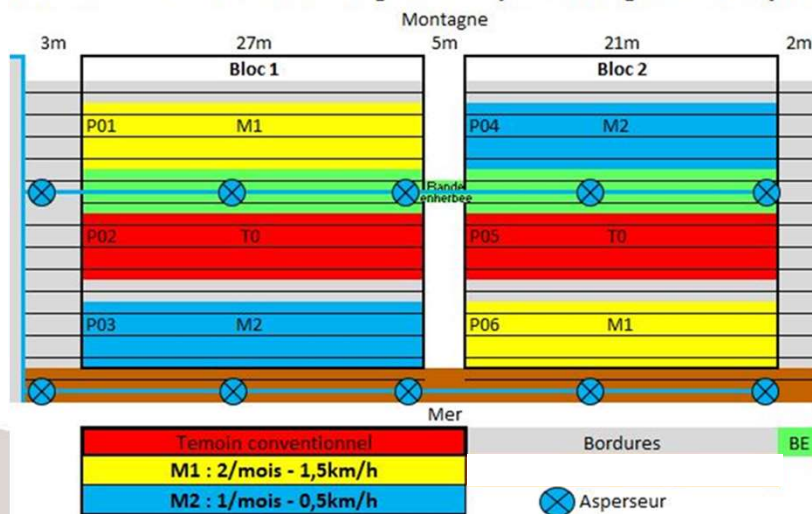 Montagne
3m 27m 5m 21m 2m
Bloc 1 Bloc 2
P01 M1 P04 M2
Bande
enherbée
P02 T0 P05 T0
P03 M2 P06 M1
Mer
Temoin conventionnel Bordures BE
M1 : 2/mois - 1,5km/h
M2 : 1/mois - 0,5km/h Asperseur